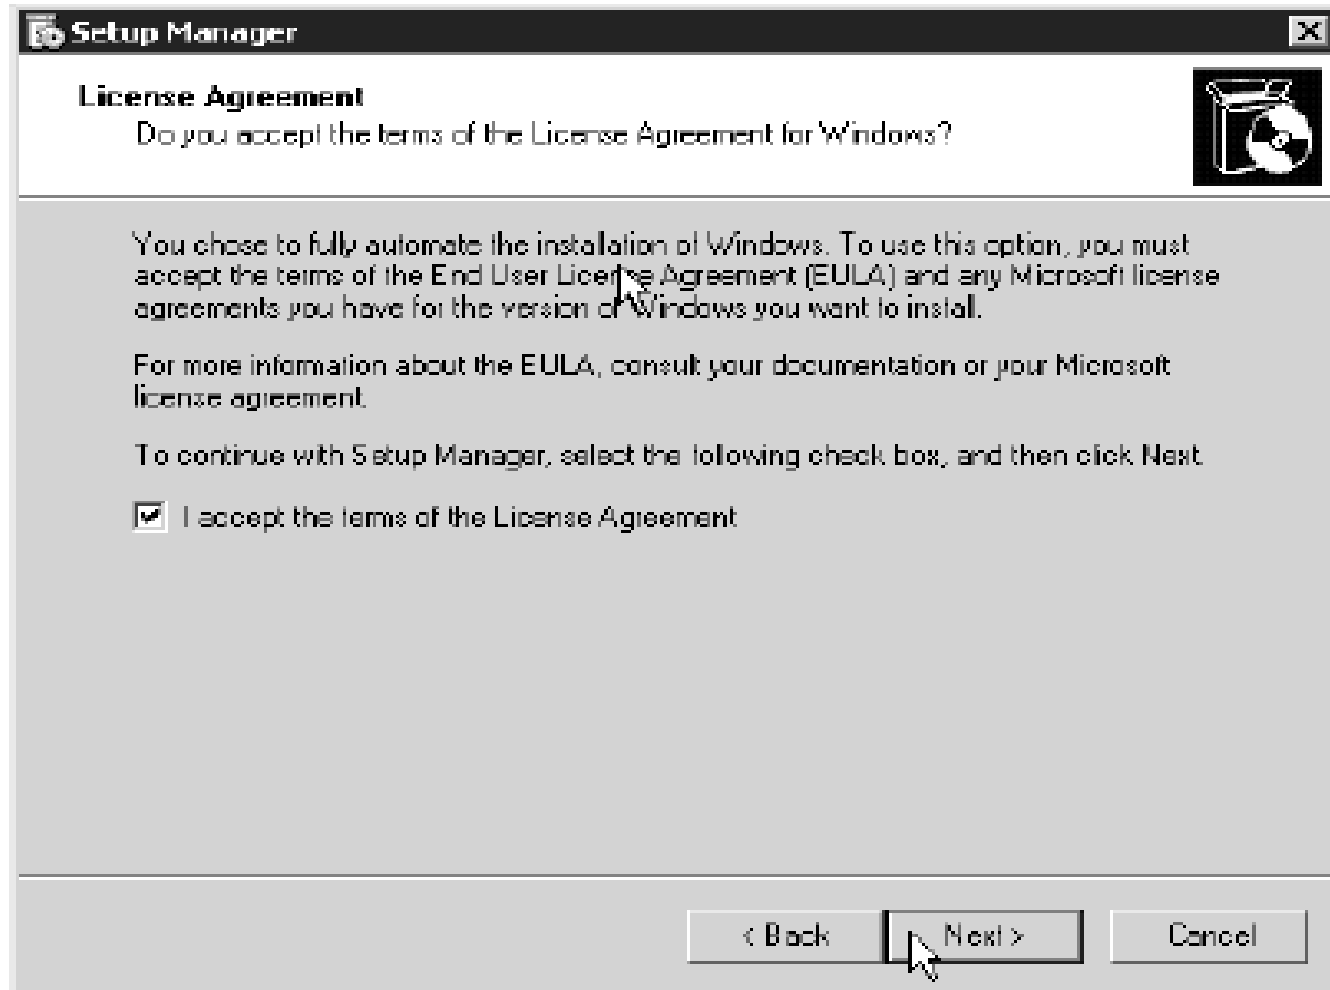 Setup Manager
License Agreement
Do you accept the terms of the License Agreement for Windows?
You chose to fully automate the installation of Windows. To use this option, you must
accept the terms of the End User License Agreement (EULA) and any Microsoft license
agreements you have for the version of Windows you want to install.
For more information about the EULA, consult your documentation or your Microsoft
license agreement.
To continue with Setup Manager, select the following check box, and then click Next.
I accept the terms of the License Agreement
< Back Next > Cancel